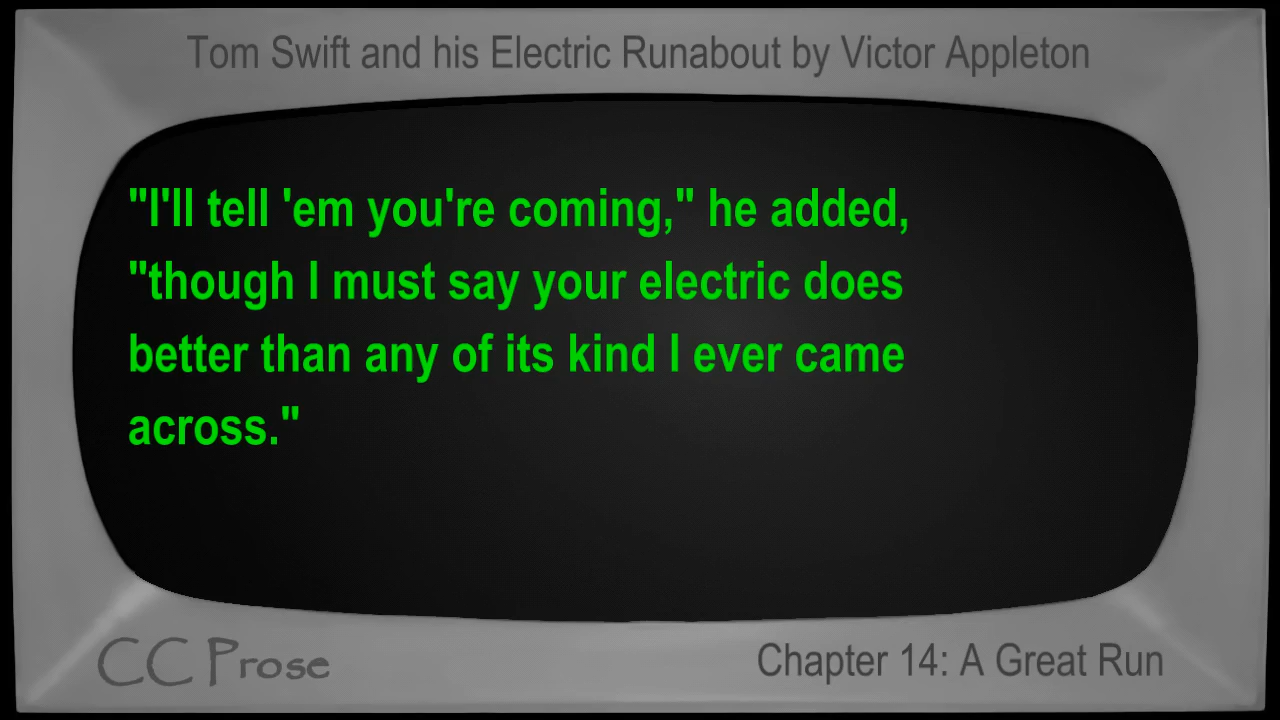 Tom Swift and his Electric Runabout by Victor Appleton
"I'll tell 'em you're coming," he added,
"though I must say your electric does
better than any of its kind I ever came
across."
CC Prose
Chapter 14: A Great Run